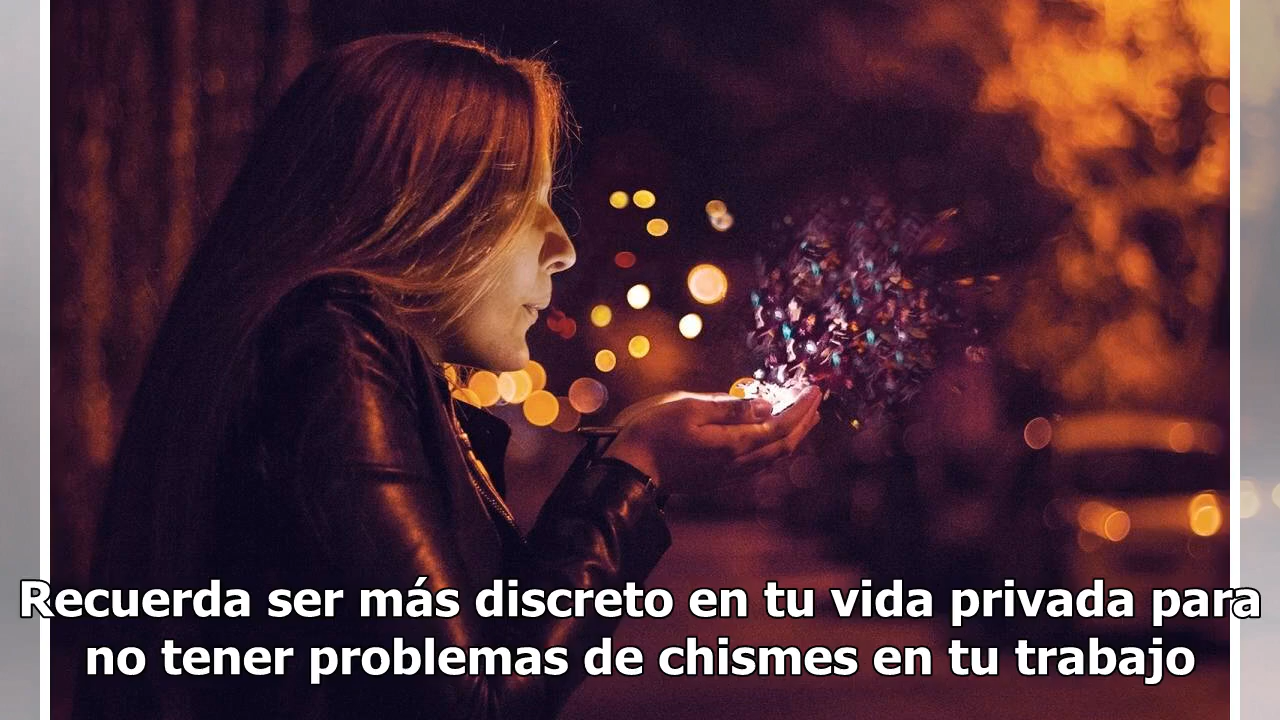 Recuerda ser más discreto en tu vida privada para
no tener problemas de chismes en tu trabajo